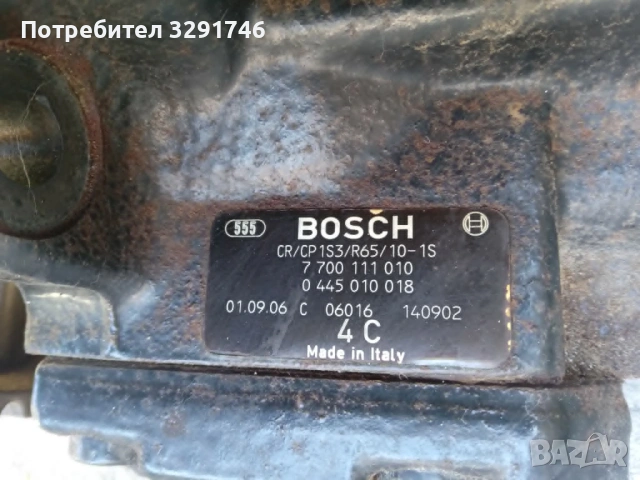 Потребител 3291746
555 BOSCH
CR/CP1S3/R65/10-1S
7 700 111 010
0 445 010 018
01.09.06 C 06016 140902
4 C
Made in Italy
BAZAR